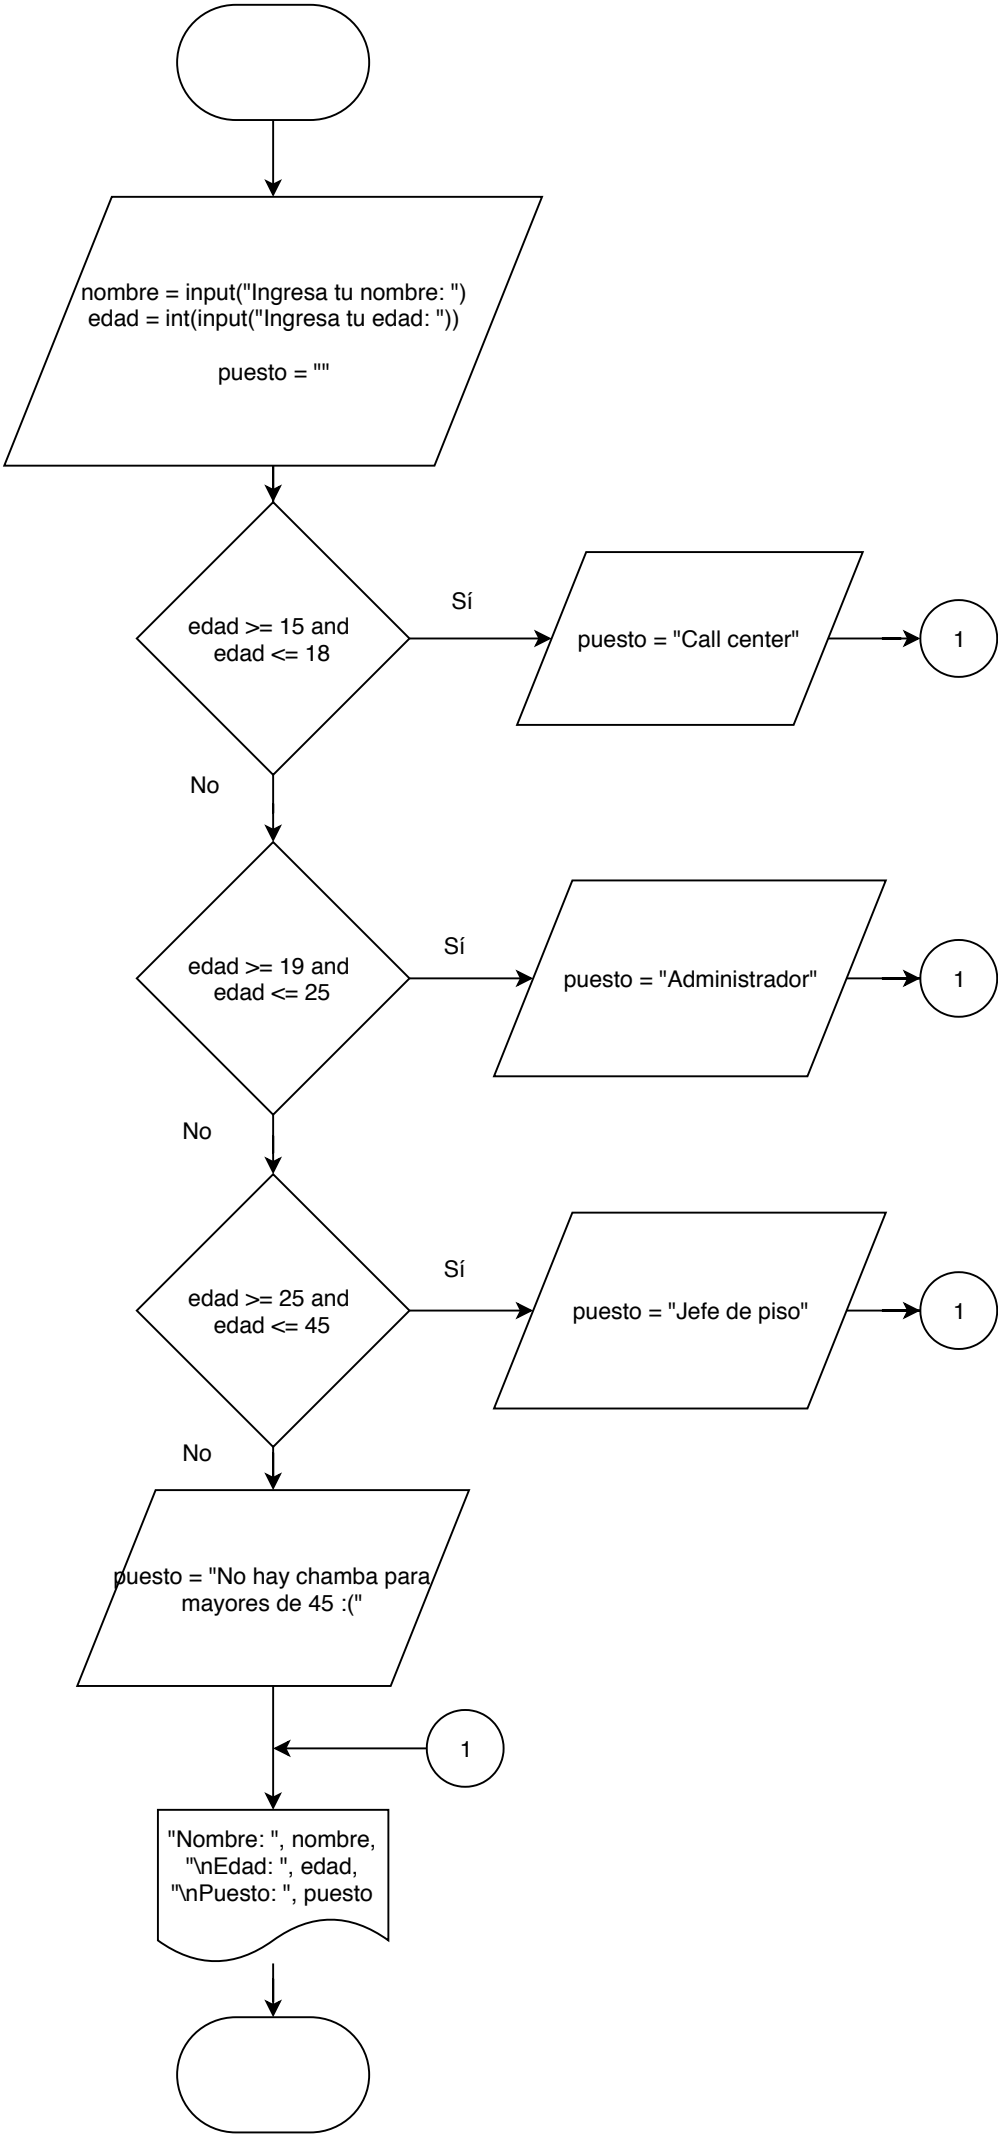 nombre = input("Ingresa tu nombre: ")
edad = int(input("Ingresa tu edad: "))
puesto = ""
edad >= 15 and
edad <= 18
Sí
puesto = "Call center"
1
No
edad >= 19 and
edad <= 25
Sí
puesto = "Administrador"
1
No
edad >= 25 and
edad <= 45
Sí
puesto = "Jefe de piso"
1
No
puesto = "No hay chamba para
mayores de 45 :("
1
"Nombre: ", nombre,
"\nEdad: ", edad,
"\nPuesto: ", puesto